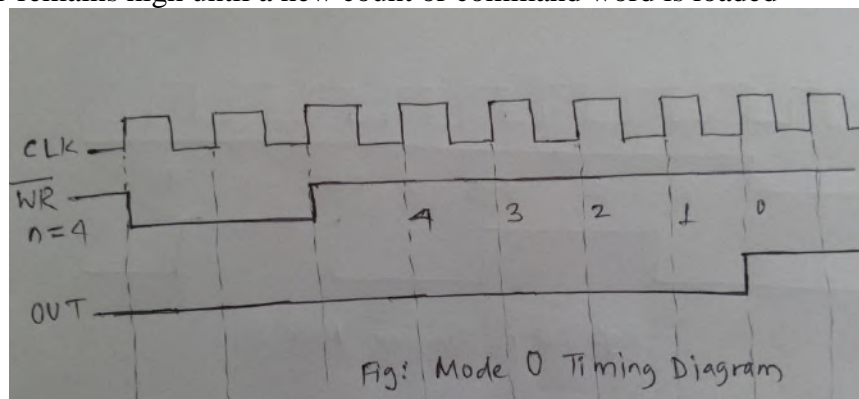 r remains high until a new count or command word is loaded
CLK
WR
n=4
4 3 2 1 0
OUT
Fig: Mode 0 Timing Diagram